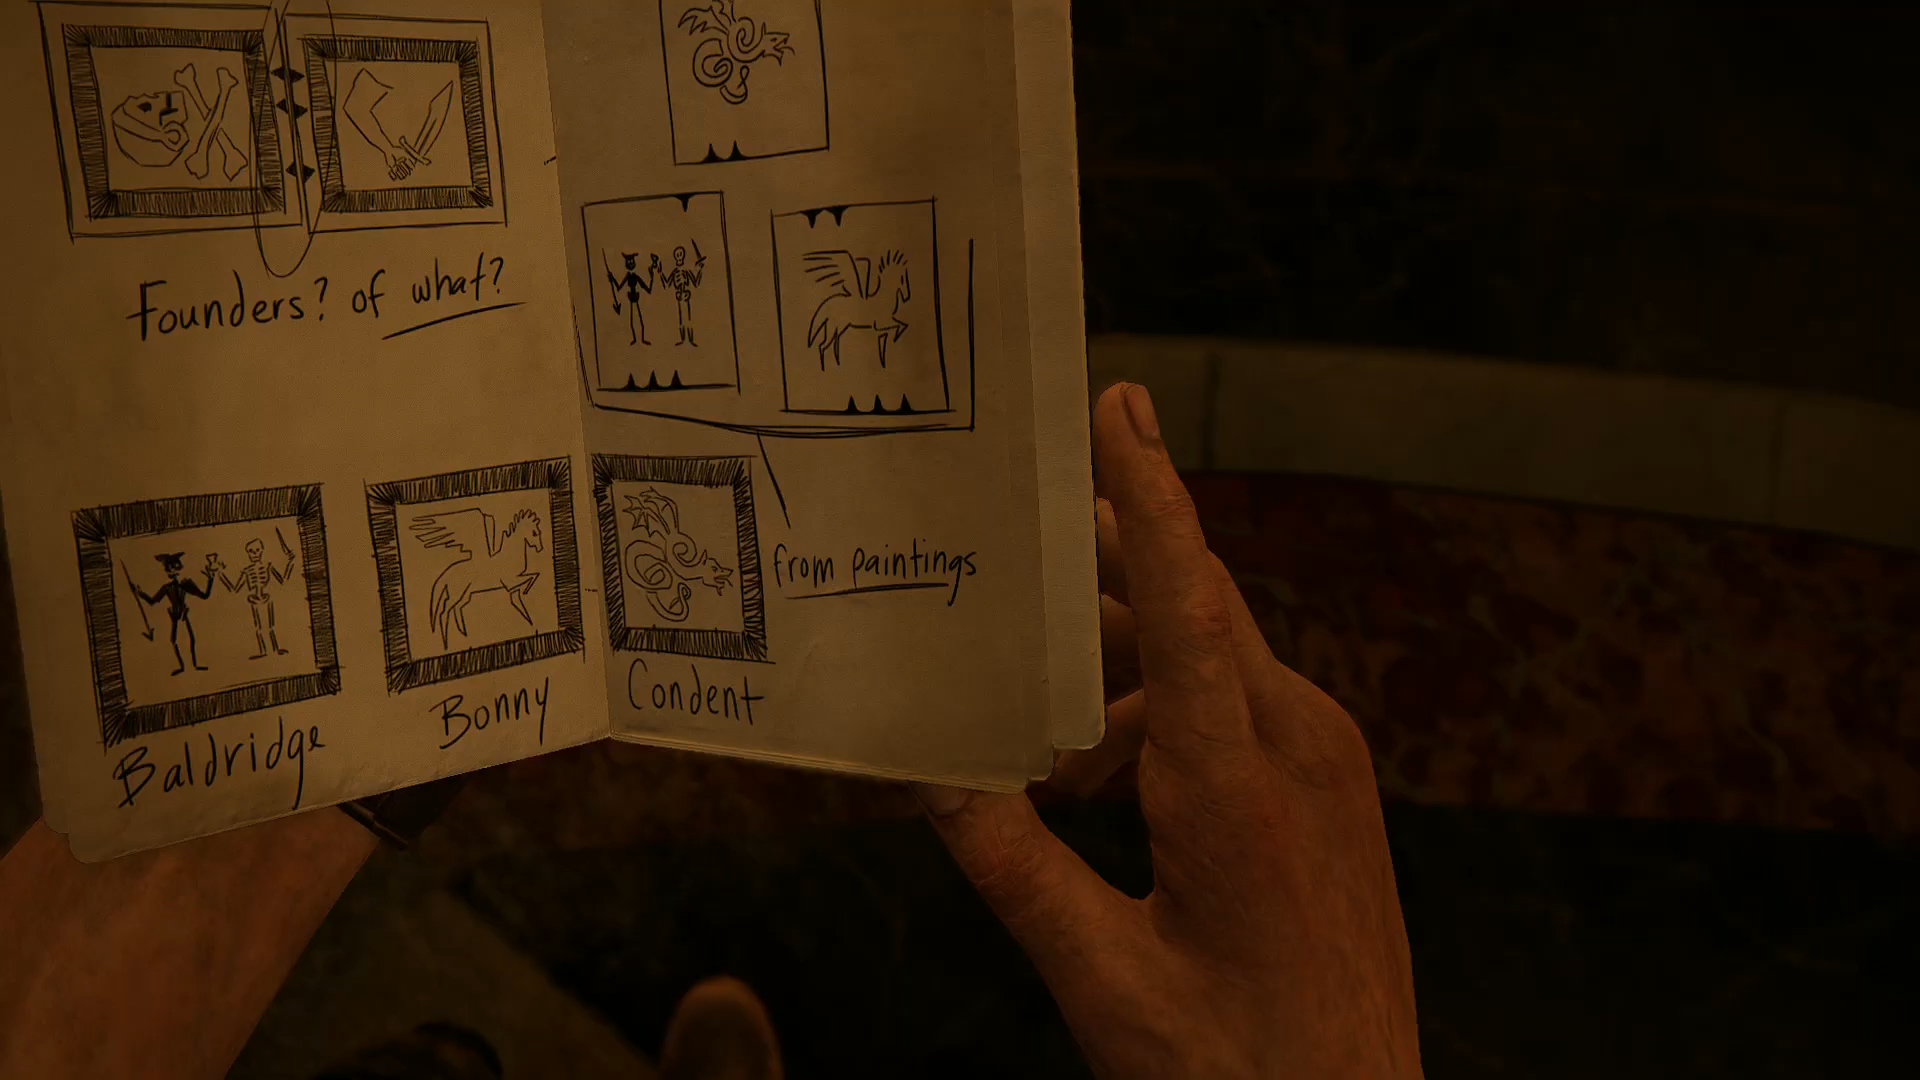 Founders? of what?
from paintings
Baldridge
Bonny
Condent